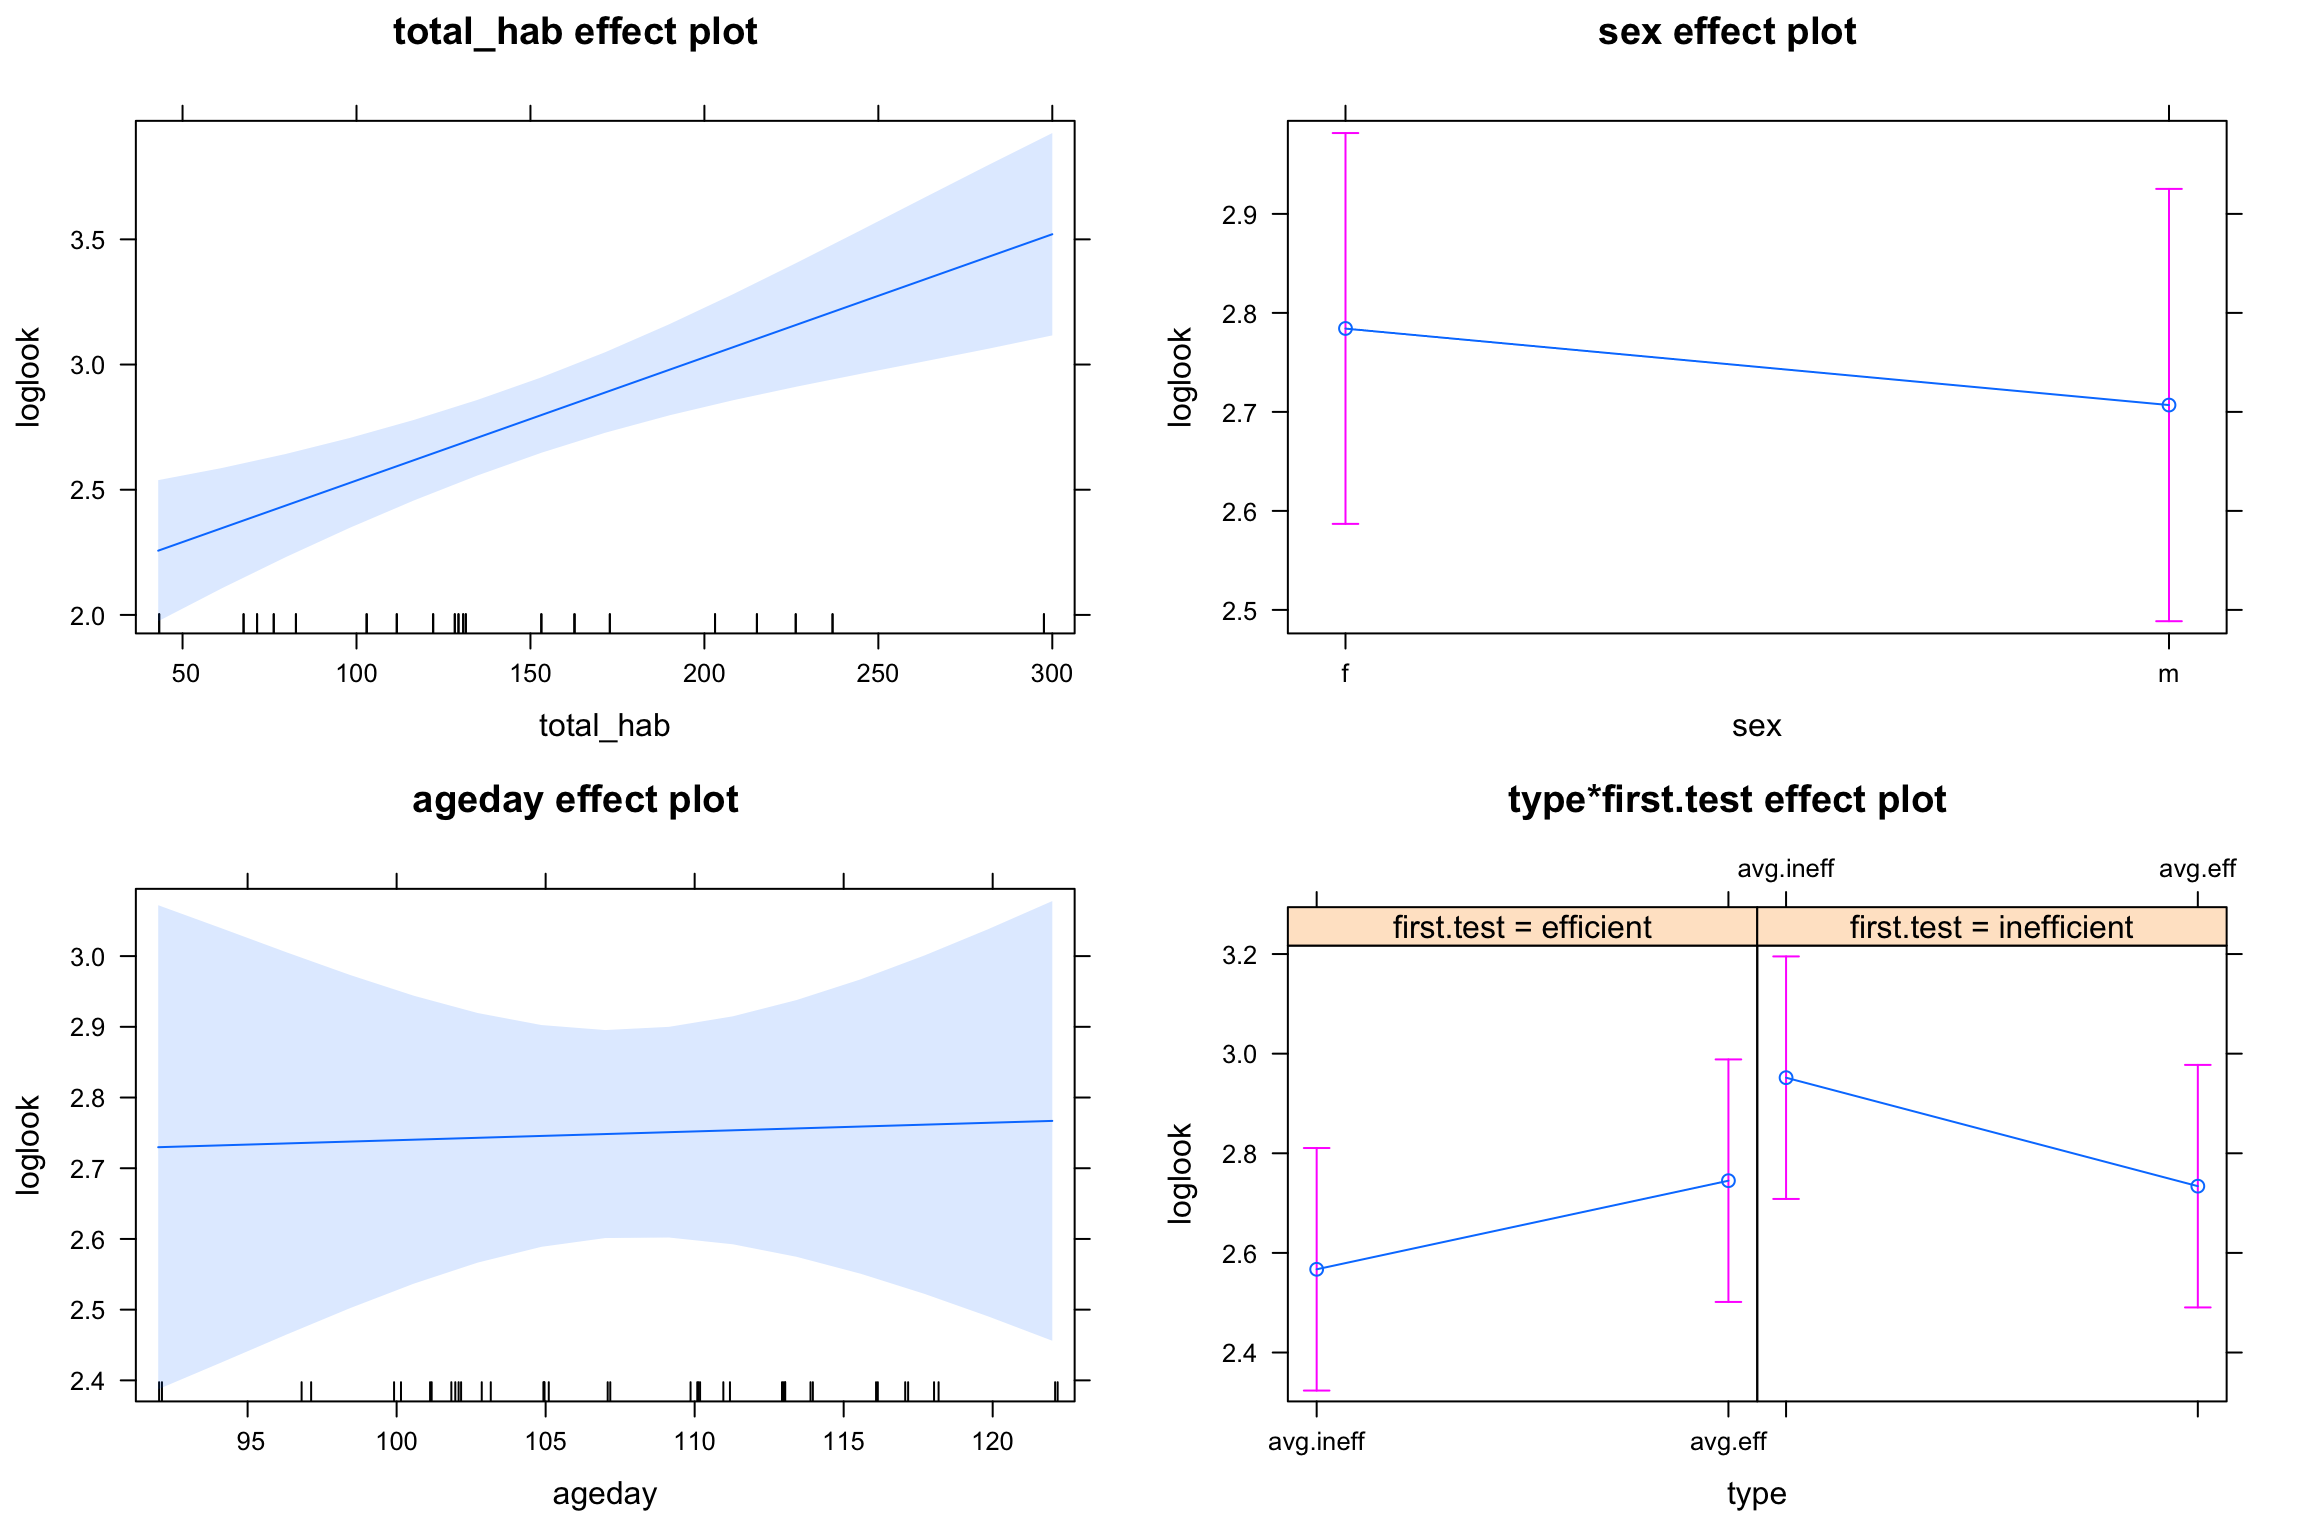 total_hab effect plot
loglook
3.5
3.0
2.5
2.0
50 100 150 200 250 300
total_hab
sex effect plot
loglook
2.9
2.8
2.7
2.6
2.5
f m
sex
ageday effect plot
loglook
3.0
2.9
2.8
2.7
2.6
2.5
2.4
95 100 105 110 115 120
ageday
type*first.test effect plot
avg.ineff avg.eff
first.test = efficient first.test = inefficient
loglook
3.2
3.0
2.8
2.6
2.4
avg.ineff avg.eff
type